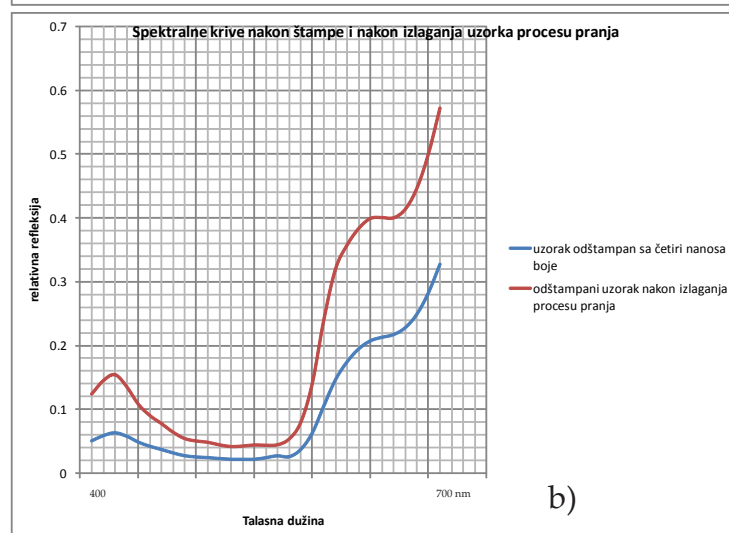 Spektralne krive nakon štampe i nakon izlaganja uzorka procesu pranja
0.7
0.6
0.5
0.4
0.3
0.2
0.1
0
relativna refleksija
400
700 nm
Talasna dužina
uzorak odštampan sa četiri nanosa
boje
odštampani uzorak nakon izlaganja
procesu pranja
b)